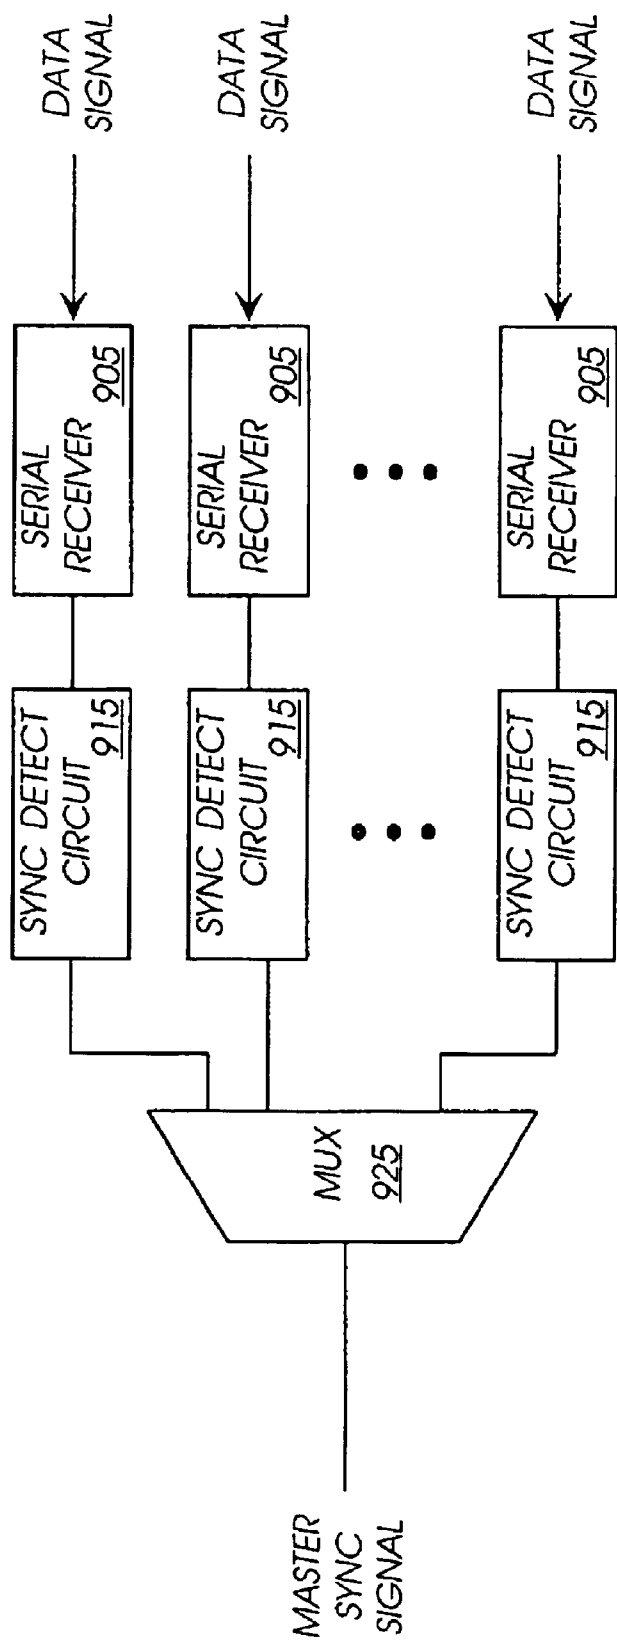 DATA
SIGNAL
DATA
SIGNAL
DATA
SIGNAL
SERIAL
RECEIVER
905
SERIAL
RECEIVER
905
SERIAL
RECEIVER
905
SYNC DETECT
CIRCUIT
915
SYNC DETECT
CIRCUIT
915
SYNC DETECT
CIRCUIT
915
MUX
925
MASTER
SYNC
SIGNAL